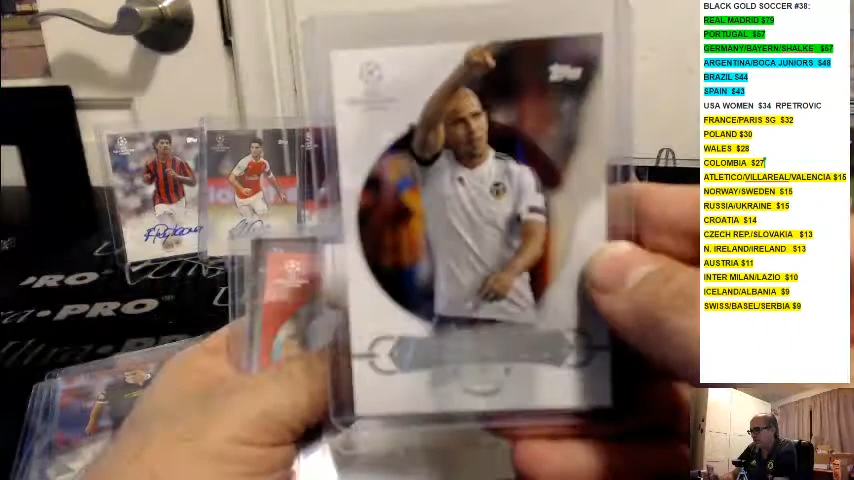 BLACK GOLD SOCCER #38:
REAL MADRID $79
PORTUGAL $67
GERMANY/BAYERN/SHALKE $67
ARGENTINA/BOCA JUNIORS $48
BRAZIL $44
SPAIN $43
USA WOMEN $34 RPETROVIC
FRANCE/PARIS SG $32
POLAND $30
WALES $28
COLOMBIA $27
ATLETICO/VILLAREAL/VALENCIA $15
NORWAY/SWEDEN $15
RUSSIA/UKRAINE $15
CROATIA $14
CZECH REP./SLOVAKIA $13
N. IRELAND/IRELAND $13
AUSTRIA $11
INTER MILAN/LAZIO $10
ICELAND/ALBANIA $9
SWISS/BASEL/SERBIA $9
Topps
PRO
PRO